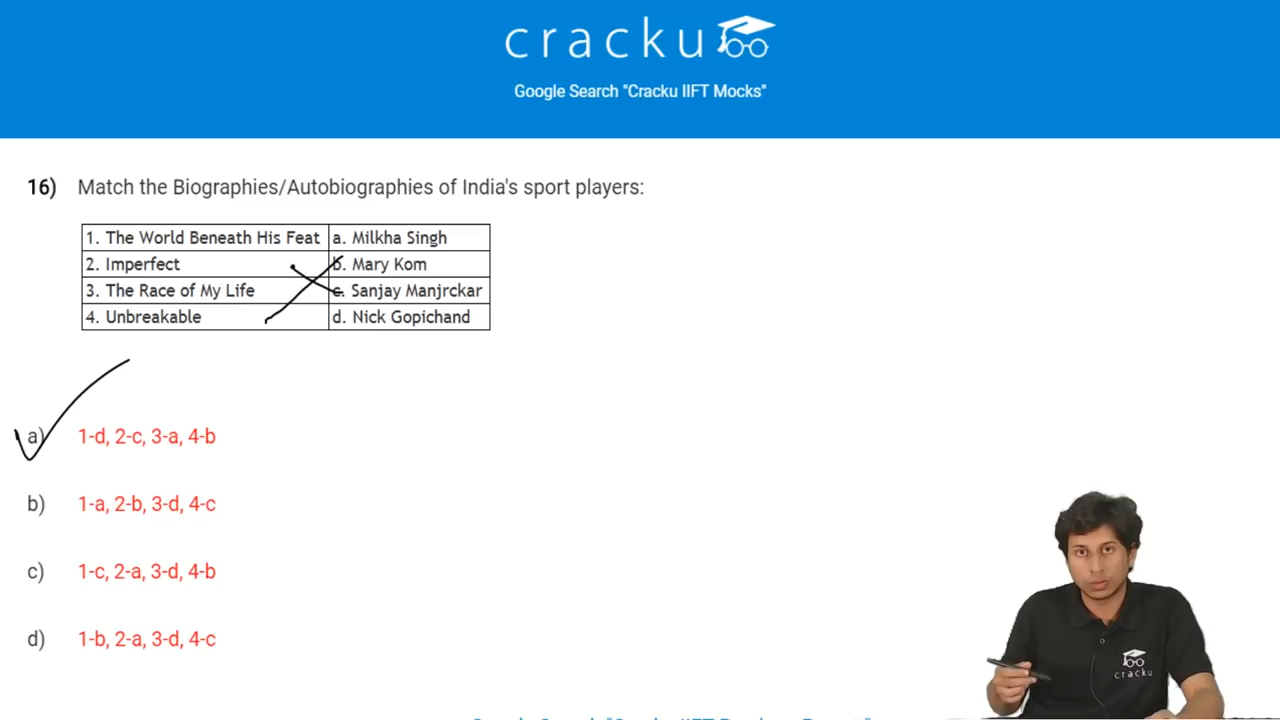 cracku
Google Search "Cracku IIFT Mocks"
16) Match the Biographies/Autobiographies of India's sport players:
1. The World Beneath His Feat a. Milkha Singh
2. Imperfect b. Mary Kom
3. The Race of My Life c. Sanjay Manjrckar
4. Unbreakable d. Nick Gopichand
a) 1-d, 2-c, 3-a, 4-b
b) 1-a, 2-b, 3-d, 4-c
c) 1-c, 2-a, 3-d, 4-b
d) 1-b, 2-a, 3-d, 4-c
cracku